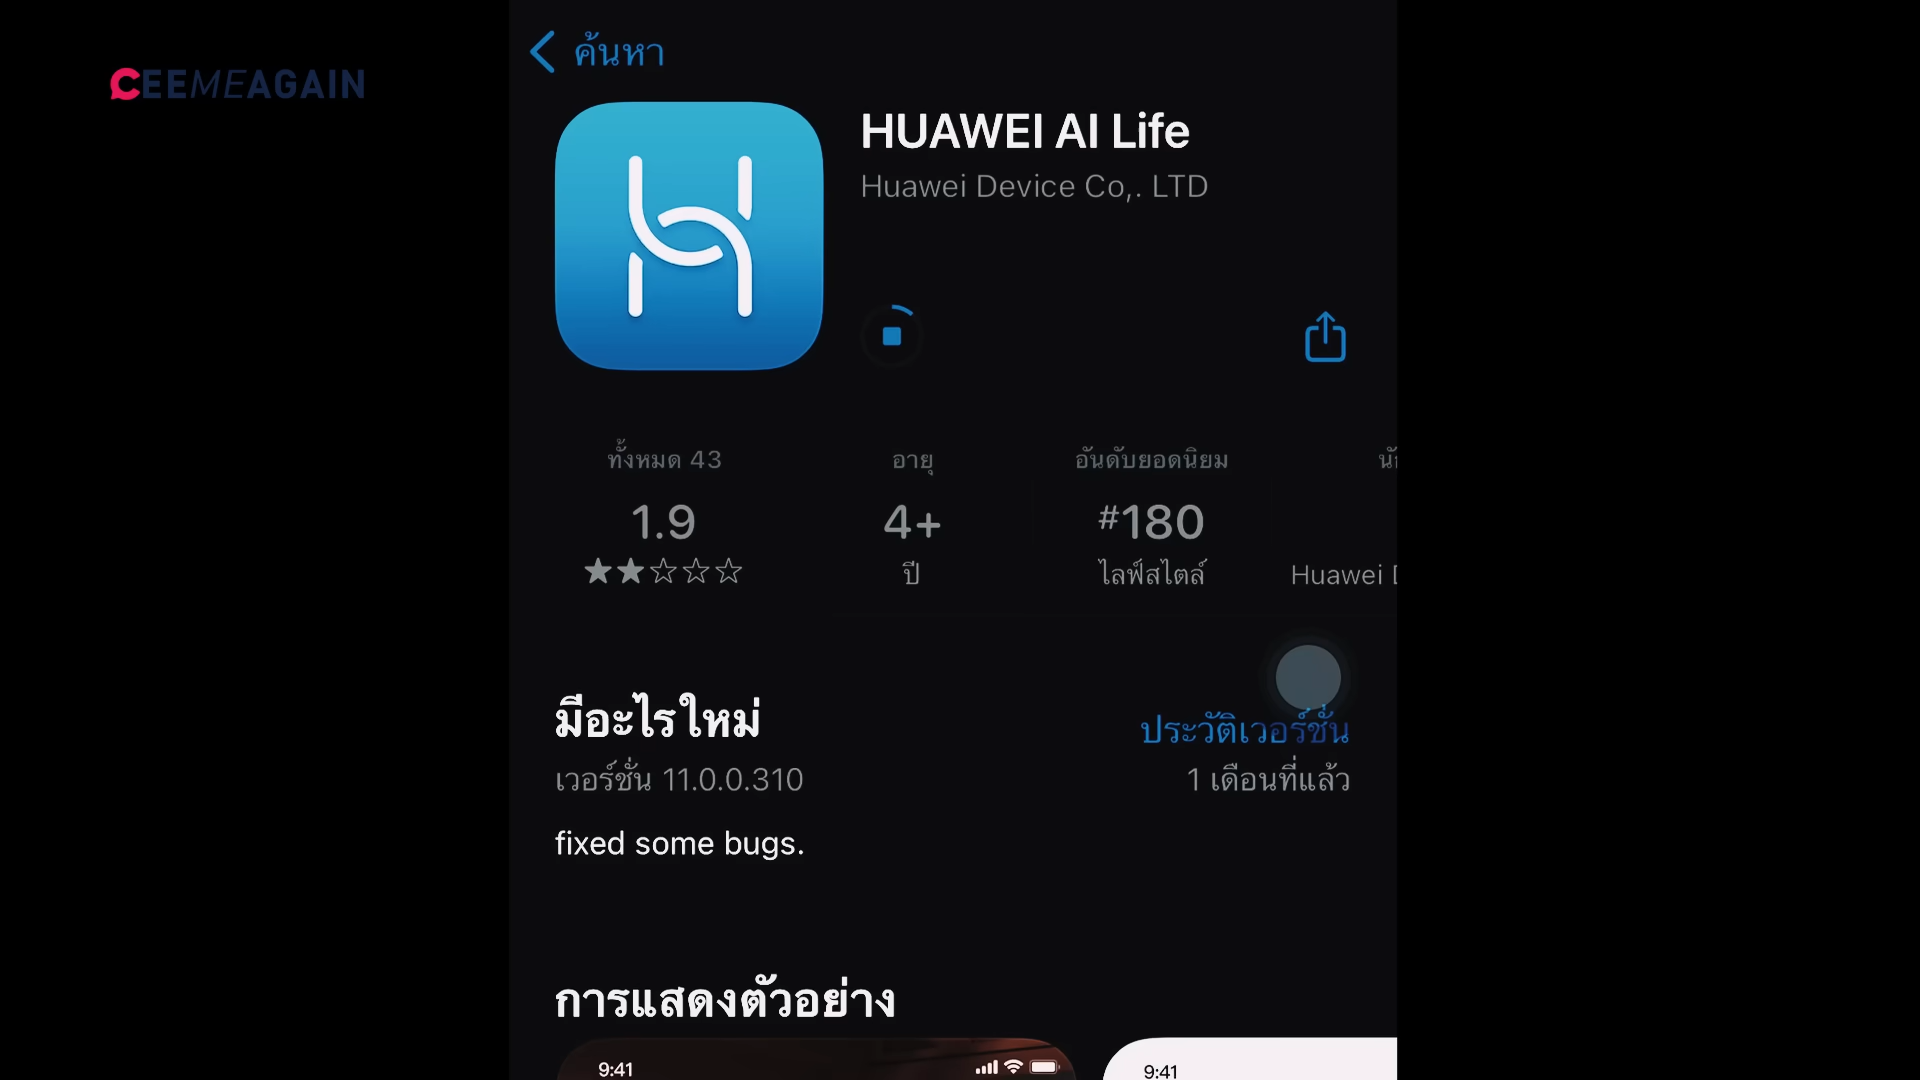 CEEMEAGAIN
ค้นหา
HUAWEI AI Life
Huawei Device Co,. LTD
ทั้งหมด 43
อายุ
อันดับยอดนิยม
1.9
4+
#180
ปี
ไลฟ์สไตล์
Huawei
มีอะไรใหม่
ประวัติเวอร์ชั่น
เวอร์ชั่น 11.0.0.310
1 เดือนที่แล้ว
fixed some bugs.
การแสดงตัวอย่าง
9:41
9:41